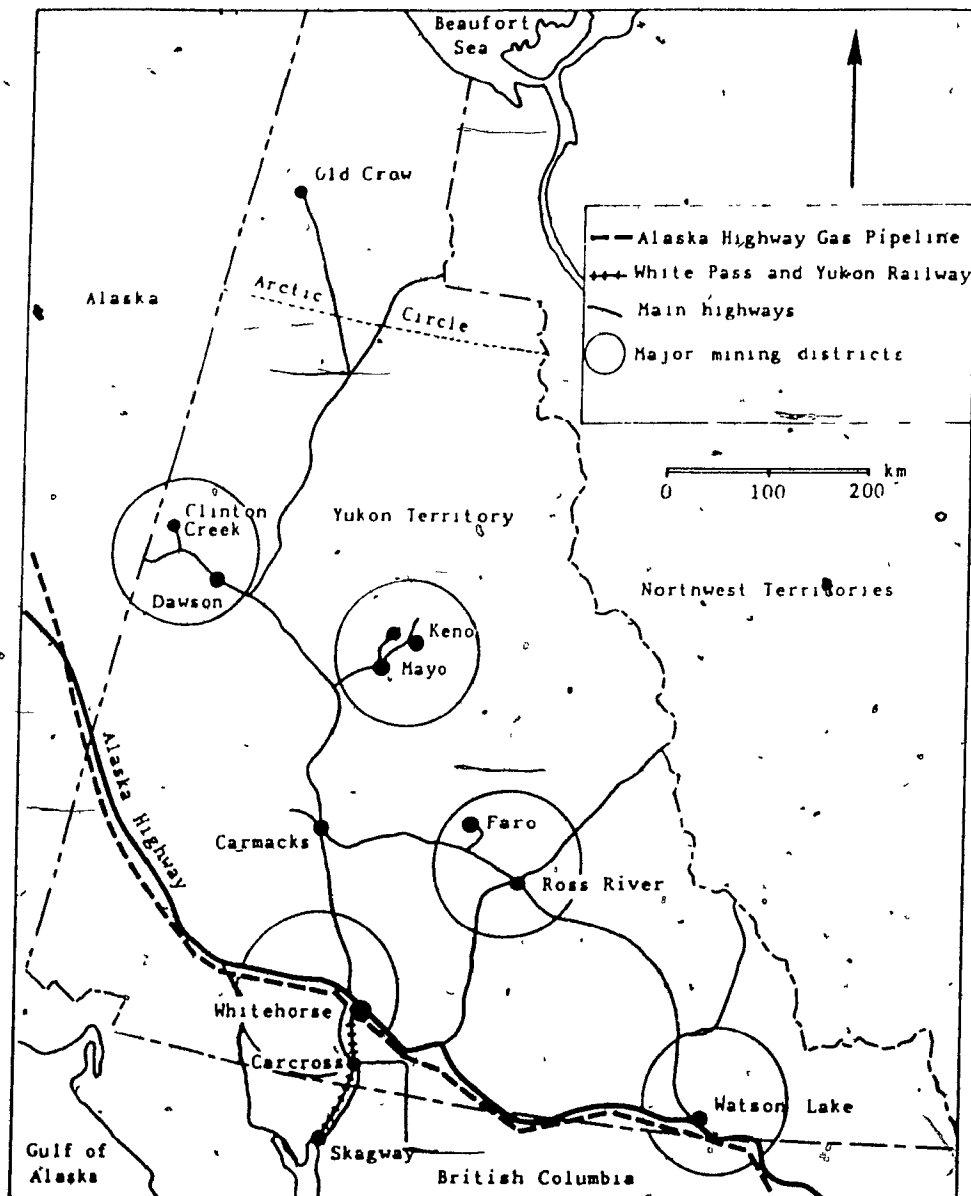 Beaufort
Sea
Old Crow
Alaska Highway Gas Pipeline
White Pass and Yukon Railway
Main highways
Major mining districts
Alaska
Arctic Circle
km
0 100 200
Clinton
Creek
Yukon Territory
Dawson
Northwest Territories
Keno
Mayo
Alaska Highway
Faro
Carmacks
Ross River
Whitehorse
Carcross
Watson Lake
Skagway
Gulf of
Alaska
British Columbia